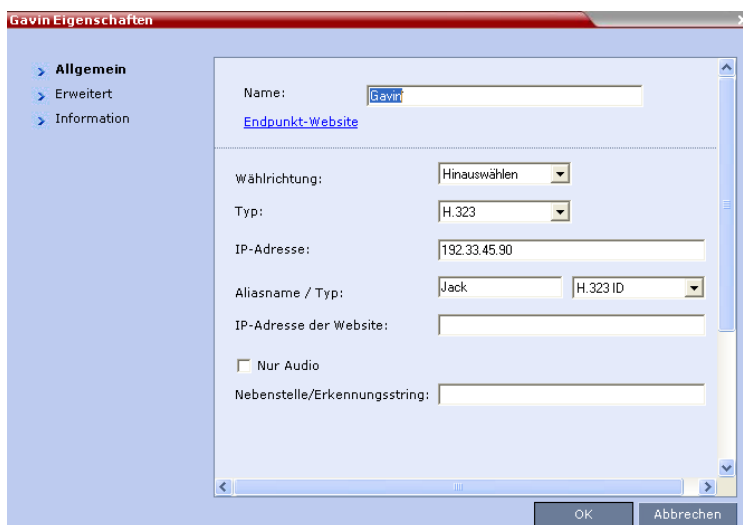 Gavin Eigenschaften
Allgemein
Erweitert
Information
Name: Gavin
Endpunkt-Website
Wählrichtung: Hinauswählen
Typ: H.323
IP-Adresse: 192.33.45.90
Aliasname / Typ: Jack H.323 ID
IP-Adresse der Website:
Nur Audio
Nebenstelle/Erkennungsstring:
OK Abbrechen